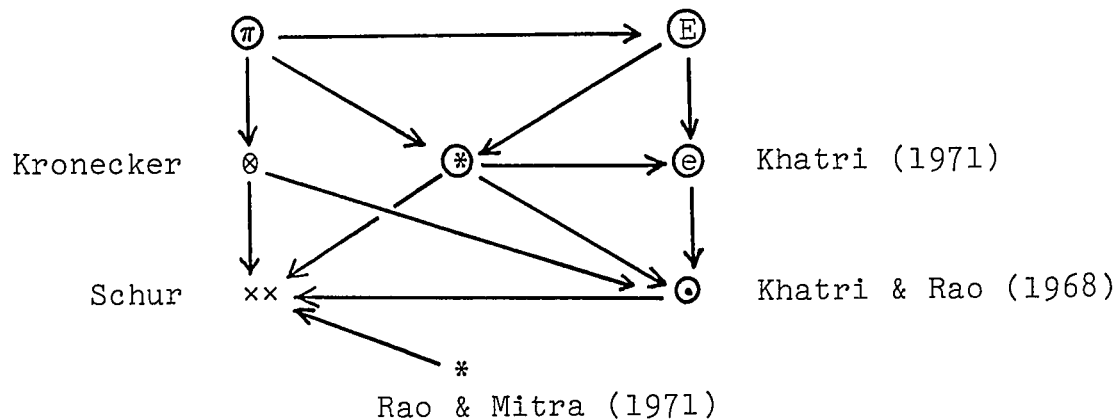 π E
Kronecker ⊗ ⊛ ⓔ Khatri (1971)
Schur ×× ⊙ Khatri & Rao (1968)
*
Rao & Mitra (1971)